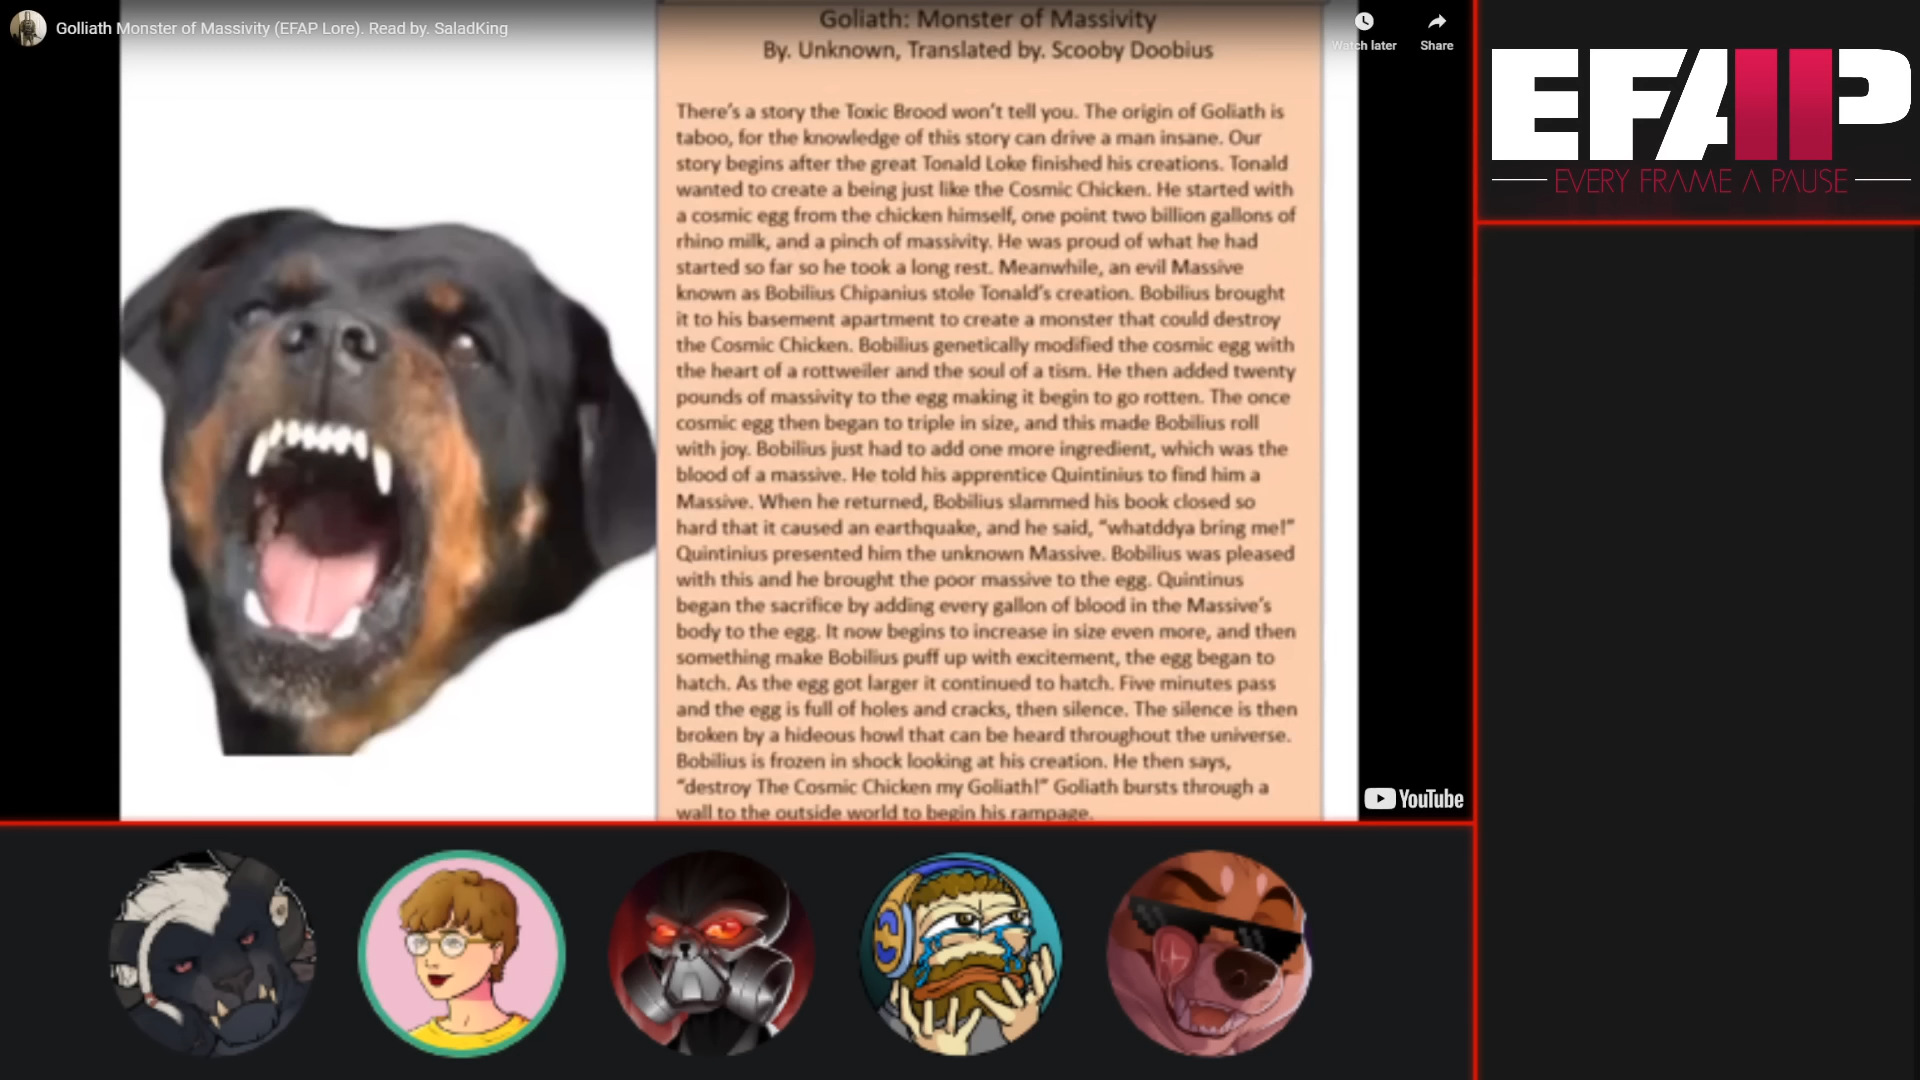 Golliath Monster of Massivity (EFAP Lore). Read by. SaladKing
Watch later
Share
Goliath: Monster of Massivity
By. Unknown, Translated by. Scooby Doobius
There's a story the Toxic Brood won't tell you. The origin of Goliath is
taboo, for the knowledge of this story can drive a man insane. Our
story begins after the great Tonald Loke finished his creations. Tonald
wanted to create a being just like the Cosmic Chicken. He started with
a cosmic egg from the chicken himself, one point two billion gallons of
rhino milk, and a pinch of massivity. He was proud of what he had
started so far so he took a long rest. Meanwhile, an evil Massive
known as Bobilius Chipanius stole Tonald's creation. Bobilius brought
it to his basement apartment to create a monster that could destroy
the Cosmic Chicken. Bobilius genetically modified the cosmic egg with
the heart of a rottweiler and the soul of a tism. He then added twenty
pounds of massivity to the egg making it begin to go rotten. The once
cosmic egg then began to triple in size, and this made Bobilius roll
with joy. Bobilius just had to add one more ingredient, which was the
blood of a massive. He told his apprentice Quintinius to find him a
Massive. When he returned, Bobilius slammed his book closed so
hard that it caused an earthquake, and he said, "whatddya bring me!"
Quintinius presented him the unknown Massive. Bobilius was pleased
with this and he brought the poor massive to the egg. Quintinus
began the sacrifice by adding every gallon of blood in the Massive's
body to the egg. It now begins to increase in size even more, and then
something make Bobilius puff up with excitement, the egg began to
hatch. As the egg got larger it continued to hatch. Five minutes pass
and the egg is full of holes and cracks, then silence. The silence is then
broken by a hideous howl that can be heard throughout the universe.
Bobilius is frozen in shock looking at his creation. He then says,
"destroy The Cosmic Chicken my Goliath!" Goliath bursts through a
wall to the outside world to begin his rampage.
YouTube
EFAP
EVERY FRAME A PAUSE